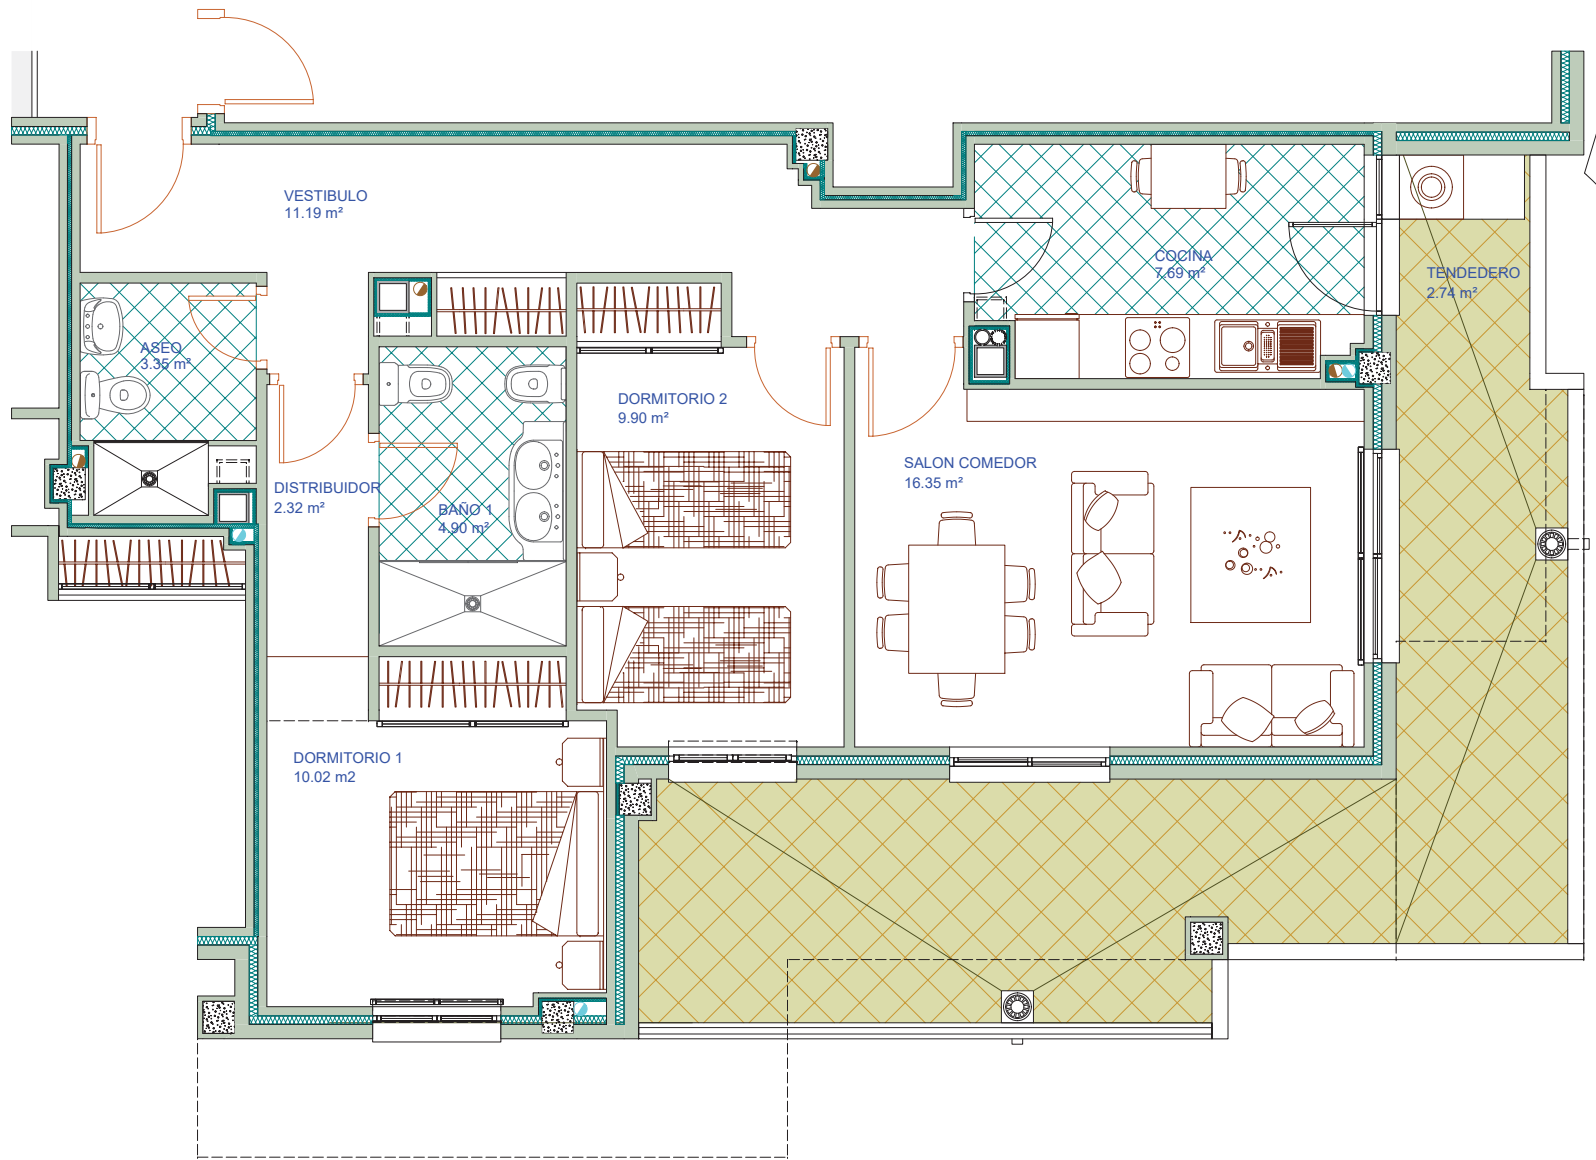 VESTIBULO
11.19 m²
COCINA
7.69 m²
TENDEDERO
2.74 m²
ASEO
3.35 m²
DORMITORIO 2
9.90 m²
SALON COMEDOR
16.35 m²
DISTRIBUIDOR
2.32 m²
BAÑO 1
4.90 m²
DORMITORIO 1
10.02 m2